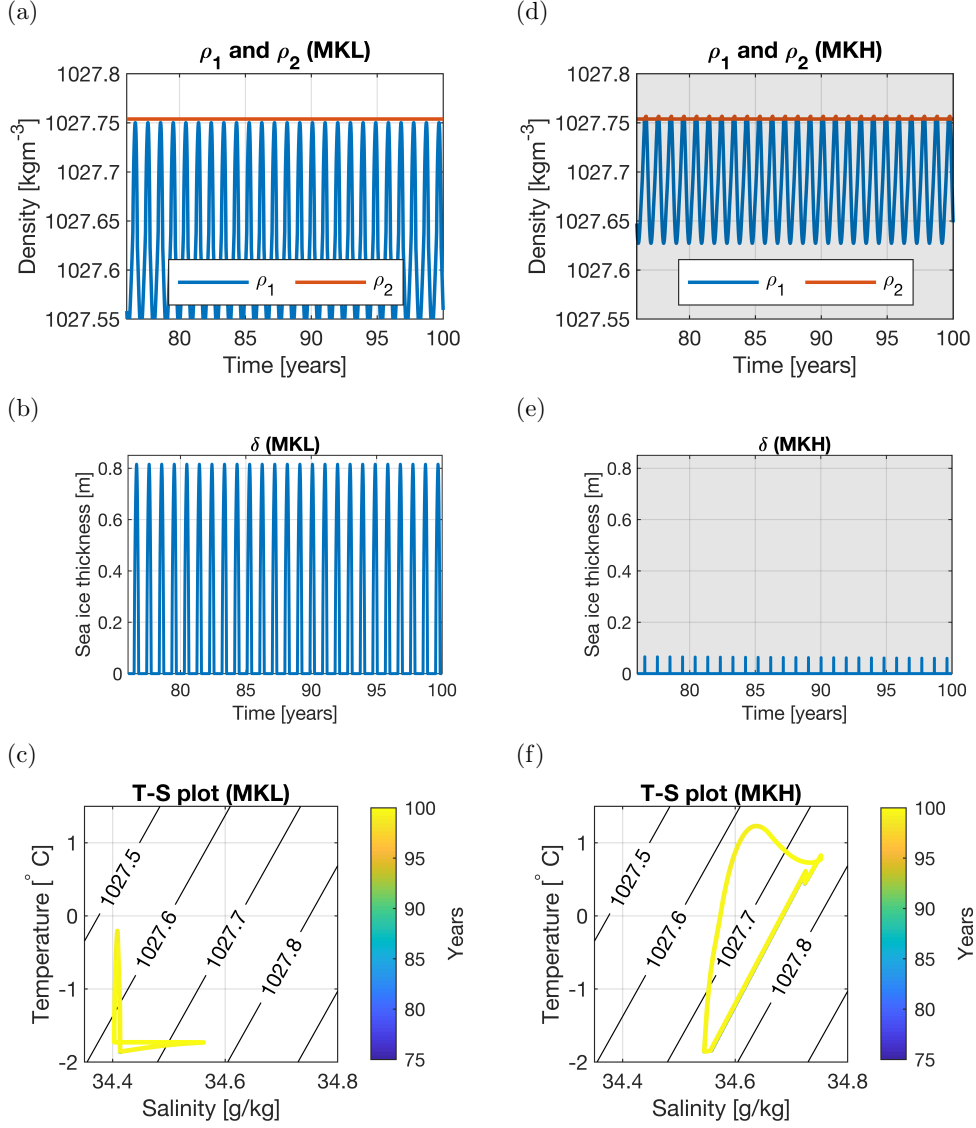 (a)
ρ1 and ρ2 (MKL)
1027.8
1027.75
1027.7
1027.65
1027.6
1027.55
Density [kgm-3]
ρ1 ρ2
80 85 90 95 100
Time [years]
(d)
ρ1 and ρ2 (MKH)
1027.8
1027.75
1027.7
1027.65
1027.6
1027.55
Density [kgm-3]
ρ1 ρ2
80 85 90 95 100
Time [years]
(b)
δ (MKL)
0.8
0.6
0.4
0.2
0
Sea ice thickness [m]
80 85 90 95 100
Time [years]
(e)
δ (MKH)
0.8
0.6
0.4
0.2
0
Sea ice thickness [m]
80 85 90 95 100
Time [years]
(c)
T-S plot (MKL)
1
0
-1
-2
Temperature [° C]
1027.5
1027.6
1027.7
1027.8
34.4 34.6 34.8
Salinity [g/kg]
100
95
90
85
80
75
Years
(f)
T-S plot (MKH)
1
0
-1
-2
Temperature [° C]
1027.5
1027.6
1027.7
1027.8
34.4 34.6 34.8
Salinity [g/kg]
100
95
90
85
80
75
Years